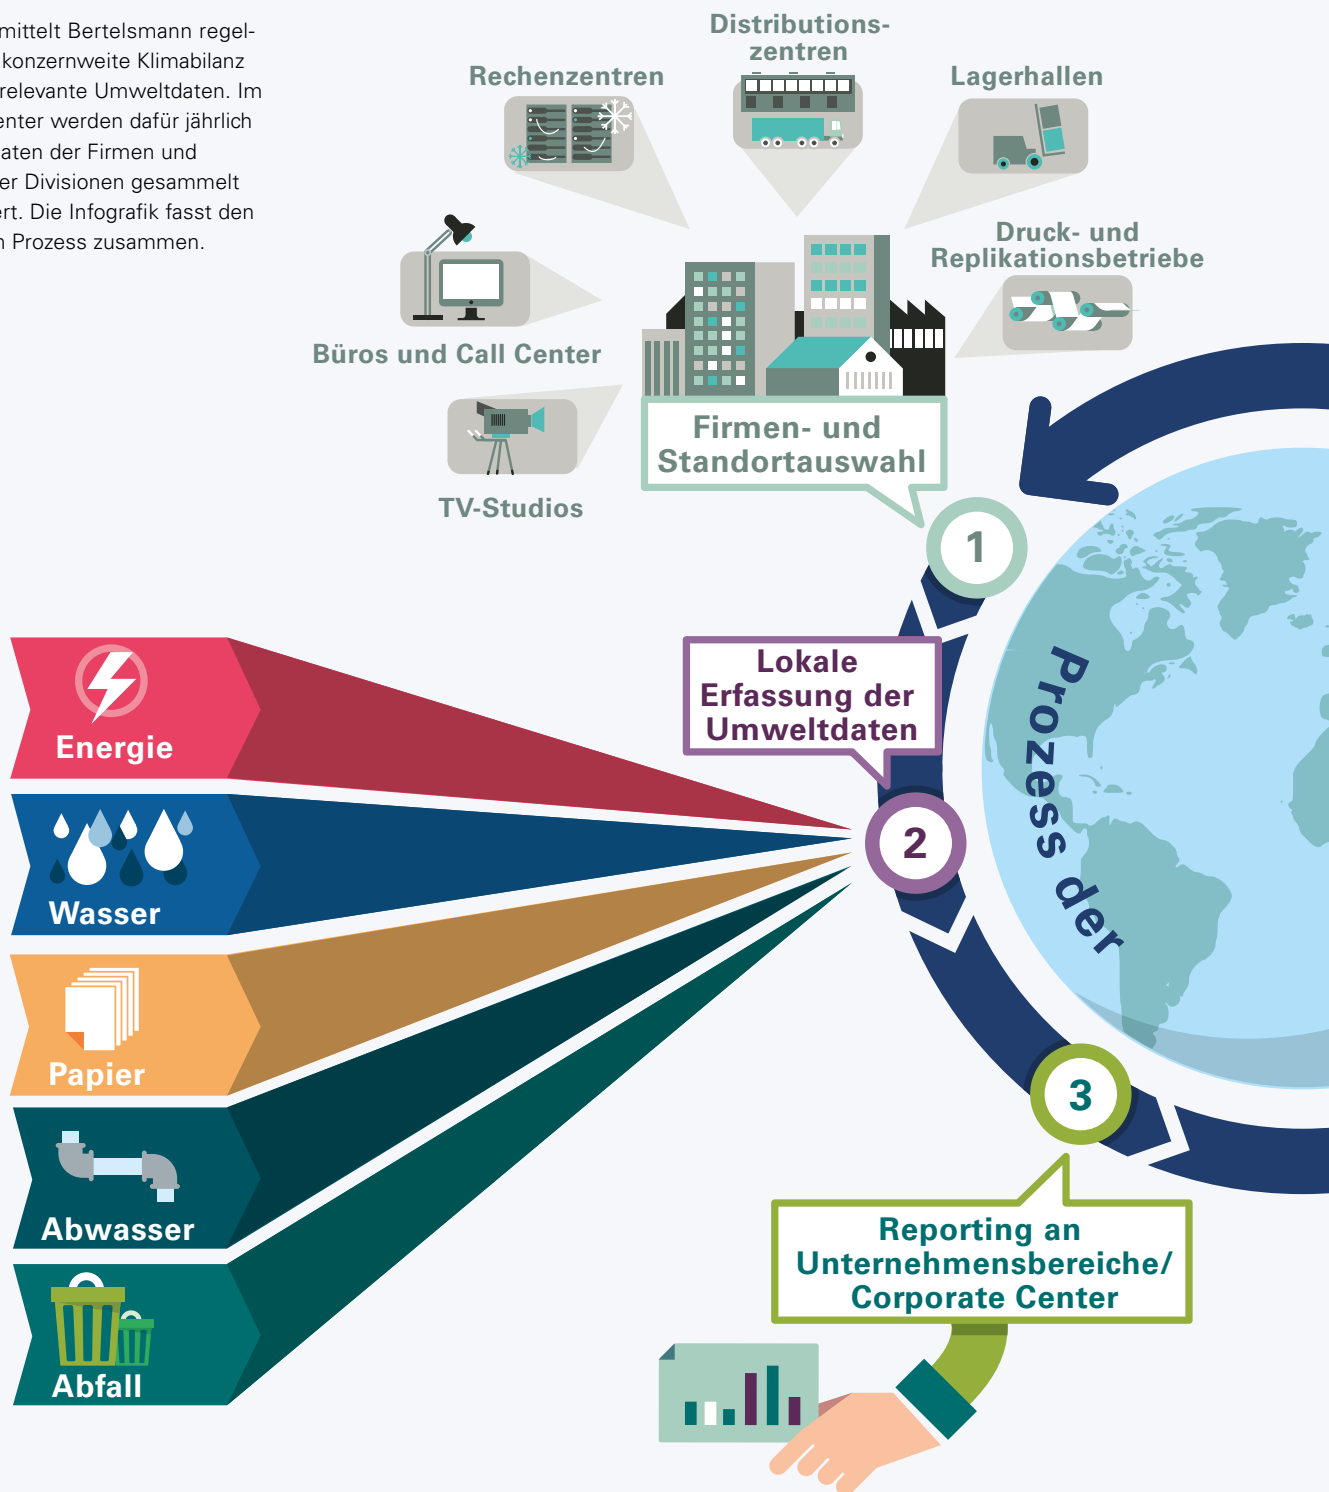 mittelt Bertelsmann regel-
konzernweite Klimabilanz
relevante Umweltdaten. Im
enter werden dafür jährlich
aten der Firmen und
er Divisionen gesammelt
ert. Die Infografik fasst den
n Prozess zusammen.
Distributions-
zentren
Rechenzentren
Lagerhallen
Druck- und
Replikationsbetriebe
Büros und Call Center
TV-Studios
Firmen- und
Standortauswahl
1
Lokale
Erfassung der
Umweltdaten
2
Prozess der
Energie
Wasser
Papier
Abwasser
Abfall
3
Reporting an
Unternehmensbereiche/
Corporate Center